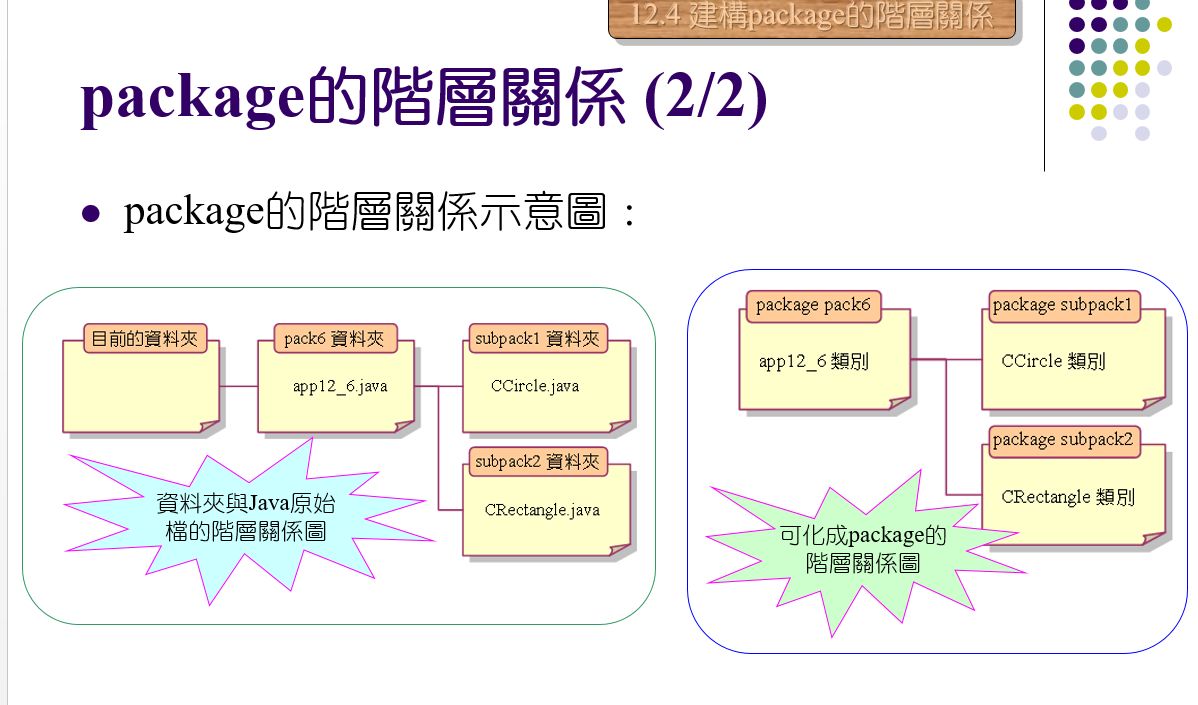 12.4 建構package的階層關係
package的階層關係 (2/2)
package的階層關係示意圖：
目前的資料夾
pack6 資料夾
app12_6.java
subpack1 資料夾
CCircle.java
subpack2 資料夾
CRectangle.java
資料夾與Java原始
檔的階層關係圖
package pack6
app12_6 類別
package subpack1
CCircle 類別
package subpack2
CRectangle 類別
可化成package的
階層關係圖